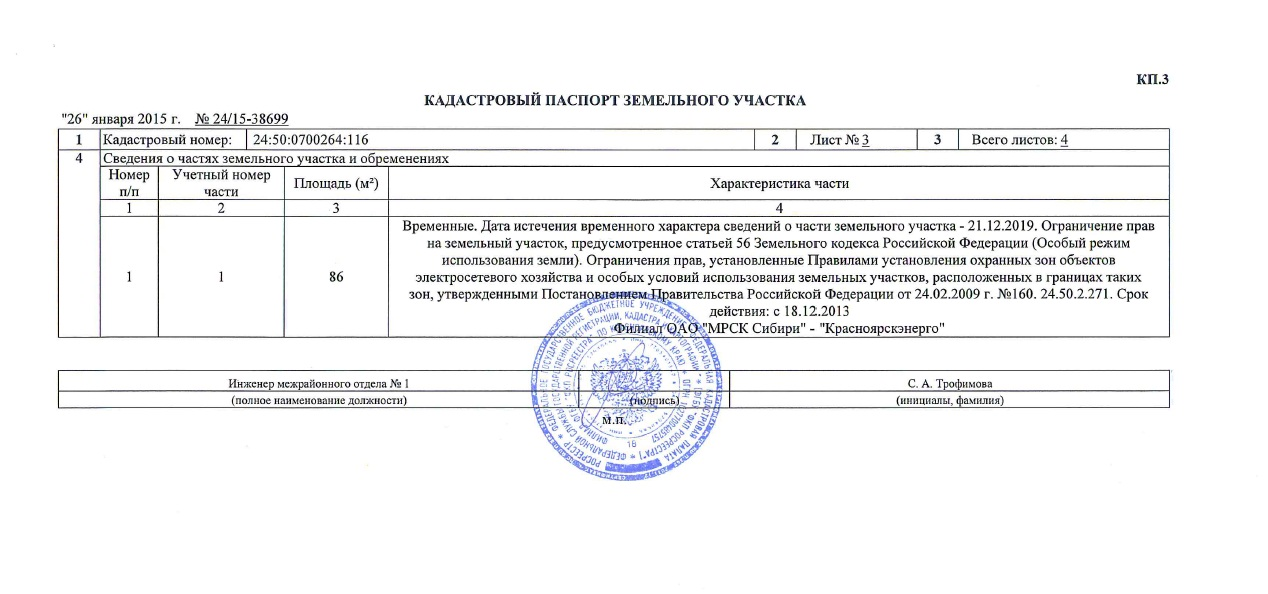 КП.3
КАДАСТРОВЫЙ ПАСПОРТ ЗЕМЕЛЬНОГО УЧАСТКА
"26" января 2015 г. № 24/15-38699
1 Кадастровый номер: 24:50:0700264:116 2 Лист № 3 3 Всего листов: 4
4 Сведения о частях земельного участка и обременениях
Номер п/п Учетный номер части Площадь (м²) Характеристика части
1 2 3 4
1 1 86
Временные. Дата истечения временного характера сведений о части земельного участка - 21.12.2019. Ограничение прав
на земельный участок, предусмотренное статьей 56 Земельного кодекса Российской Федерации (Особый режим
использования земли). Ограничения прав, установленные Правилами установления охранных зон объектов
электросетевого хозяйства и особых условий использования земельных участков, расположенных в границах таких
зон, утвержденными Постановлением Правительства Российской Федерации от 24.02.2009 г. №160. 24.50.2.271. Срок
действия: с 18.12.2013
Филиал ОАО "МРСК Сибири" - "Красноярскэнерго"
Инженер межрайонного отдела № 1 С. А. Трофимова
(полное наименование должности) (подпись) (инициалы, фамилия)
М.П.
18